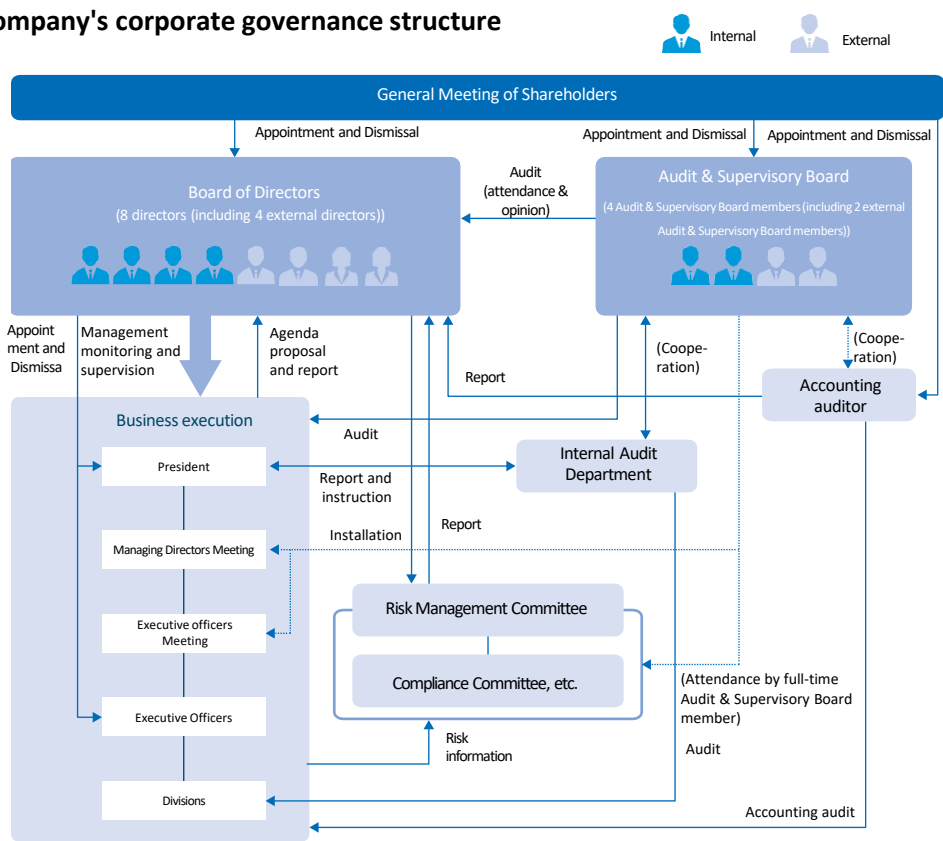 ompany's corporate governance structure
Internal
External
General Meeting of Shareholders
Appointment and Dismissal
Appointment and Dismissal
Appointment and Dismissal
Board of Directors
(8 directors (including 4 external directors))
Audit
(attendance &
opinion)
Audit & Supervisory Board
(4 Audit & Supervisory Board members (including 2 external
Audit & Supervisory Board members))
Appoint
ment and
Dismissa
Management
monitoring and
supervision
Agenda
proposal
and report
(Coope-
ration)
(Coope-
ration)
Report
Accounting
auditor
Business execution
Audit
President
Report and
instruction
Internal Audit
Department
Installation
Report
Managing Directors Meeting
Risk Management Committee
Executive officers
Meeting
Compliance Committee, etc.
(Attendance by full-time
Audit & Supervisory Board
member)
Executive Officers
Risk
information
Audit
Divisions
Accounting audit